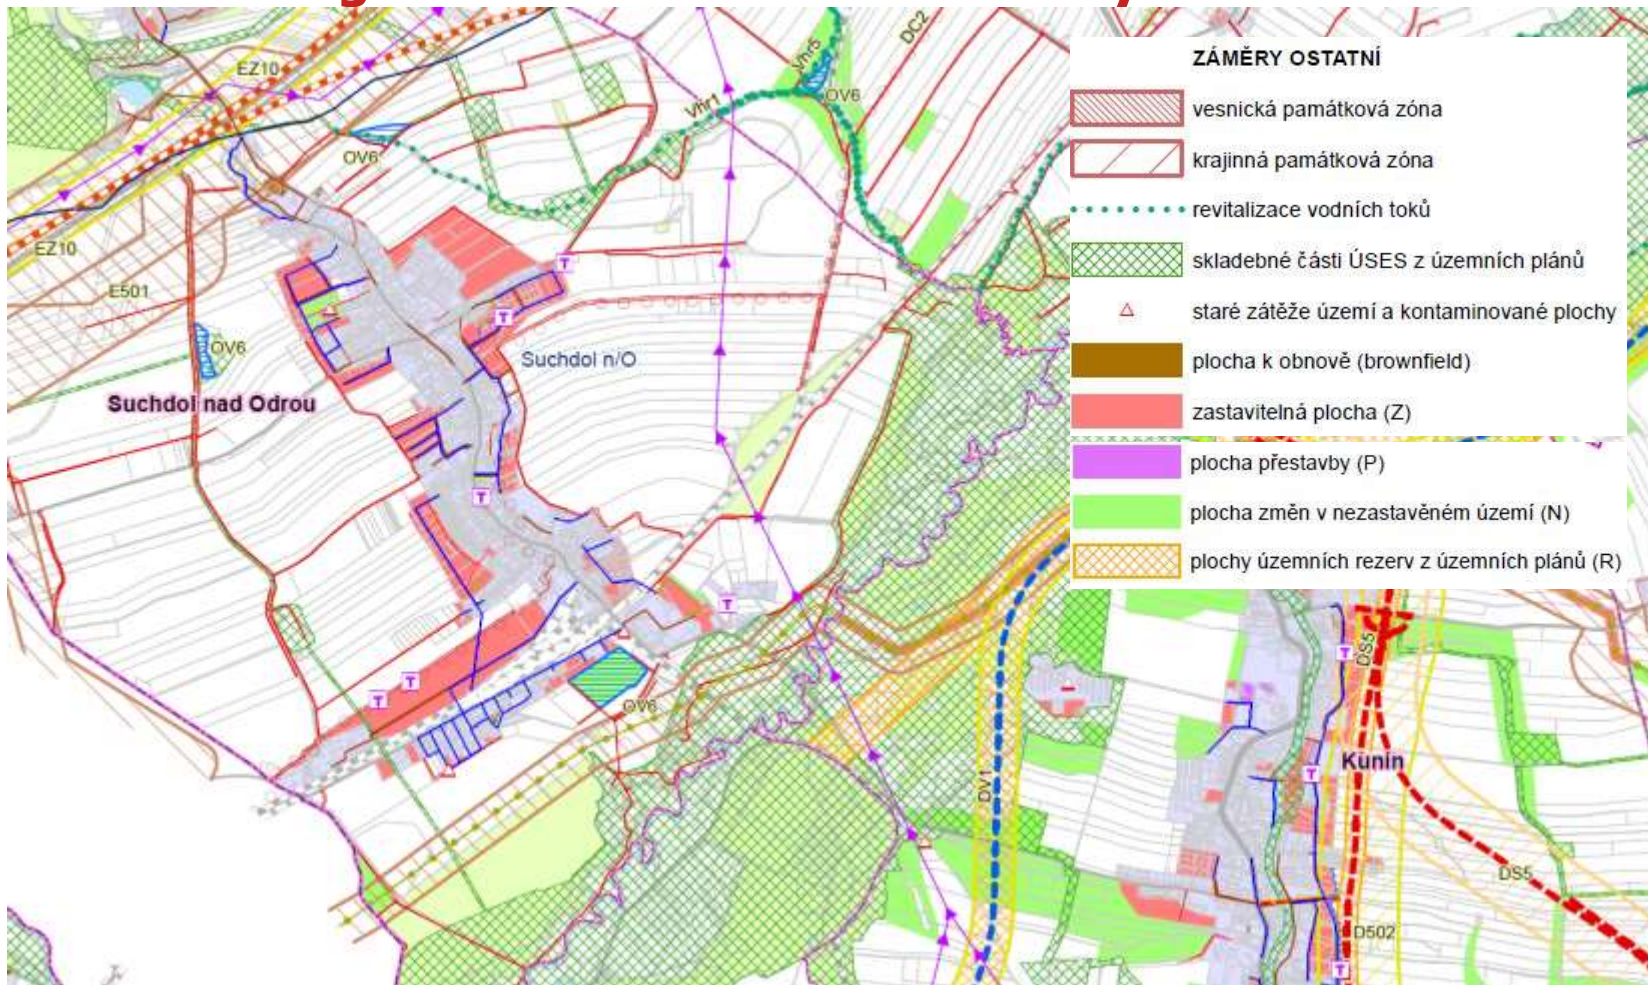 DC2
Vhr5
EZ10
OV6
Vhr1
OV6
EZ10
E501
OV6
Suchdol n/O
Suchdol nad Odrou
T
T
T
T
T
T
OV6
DV1
DS5
T
Kunín
T
DS5
D502
T
ZÁMĚRY OSTATNÍ
vesnická památková zóna
krajinná památková zóna
revitalizace vodních toků
skladebné části ÚSES z územních plánů
staré zátěže území a kontaminované plochy
plocha k obnově (brownfield)
zastavitelná plocha (Z)
plocha přestavby (P)
plocha změn v nezastavěném území (N)
plochy územních rezerv z územních plánů (R)